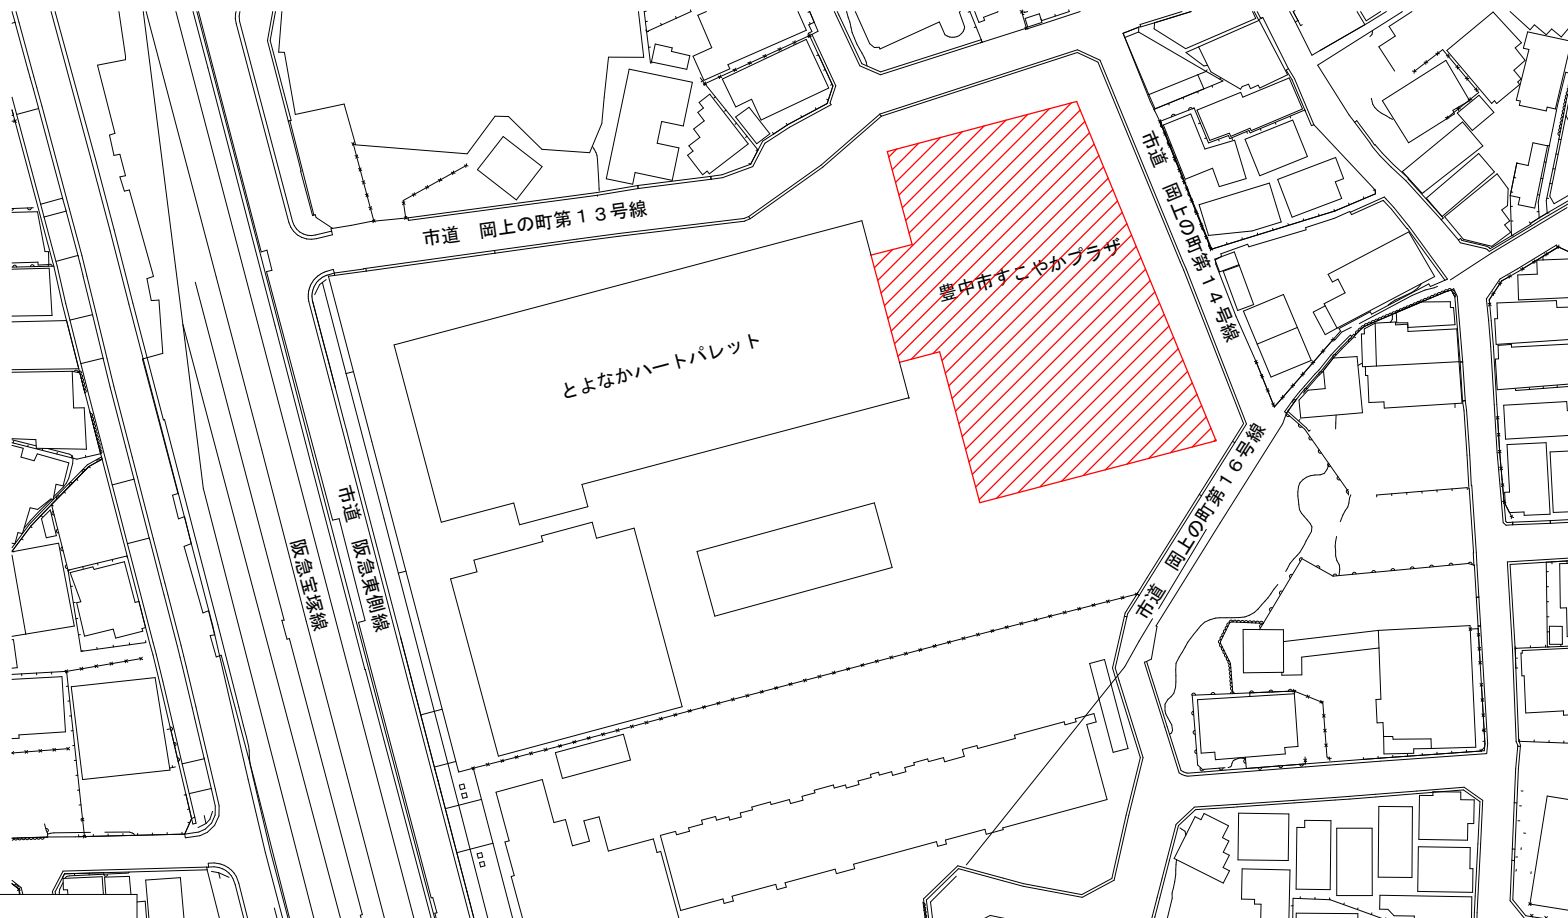 市道　岡上の町第１３号線
市道　岡上の町第１４号線
豊中市すこやかプラザ
とよなかハートパレット
市道　岡上の町第１６号線
市道　阪急東側線
阪急宝塚線